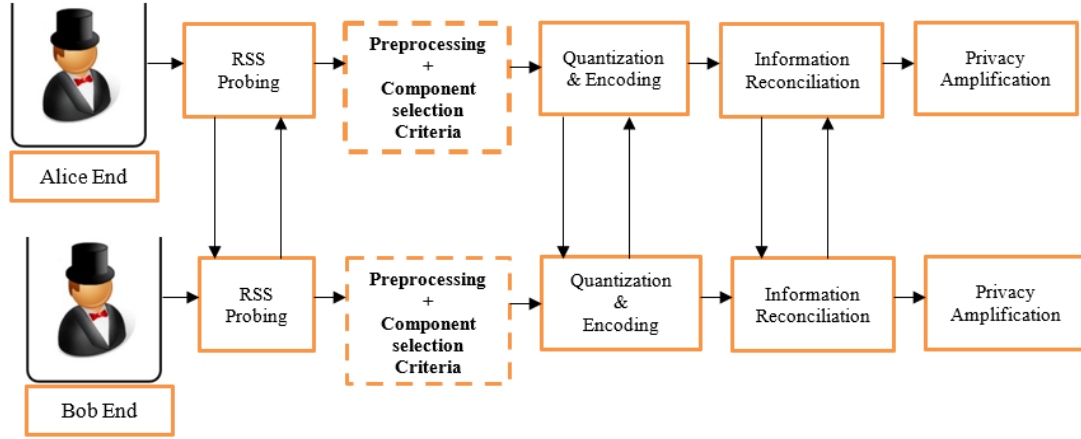 RSS
Probing
Preprocessing
+
Component
selection
Criteria
Quantization
& Encoding
Information
Reconciliation
Privacy
Amplification
Alice End
RSS
Probing
Preprocessing
+
Component
selection
Criteria
Quantization
&
Encoding
Information
Reconciliation
Privacy
Amplification
Bob End